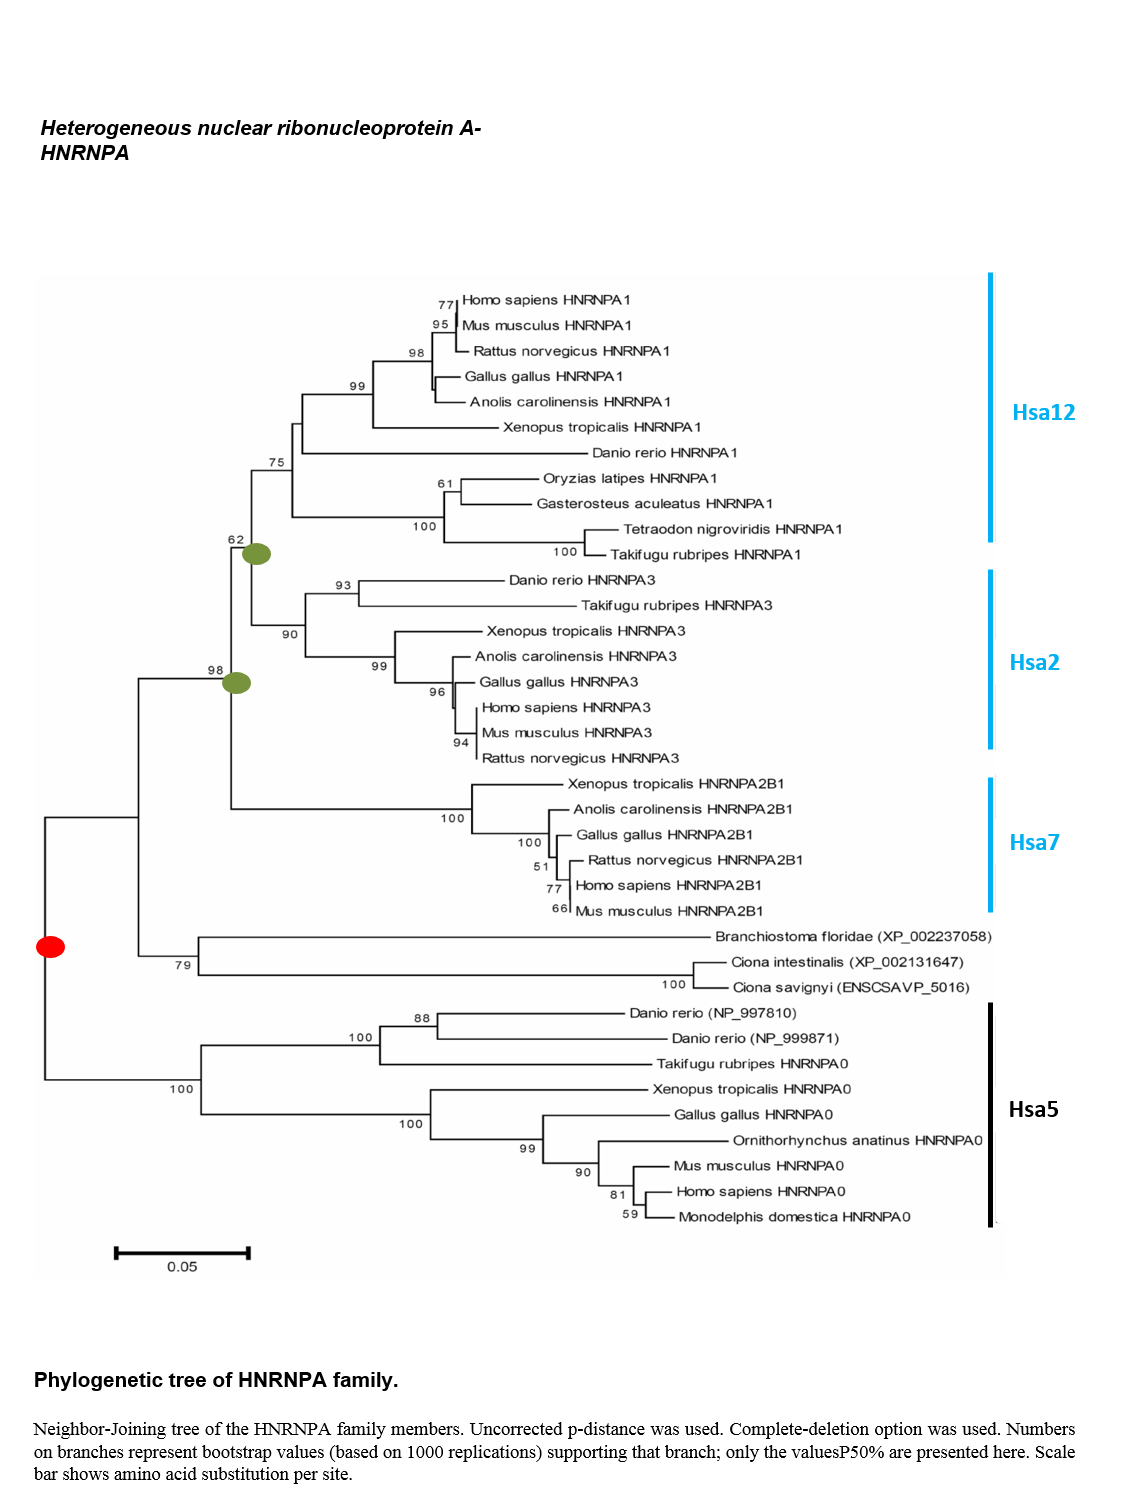 Heterogeneous nuclear ribonucleoprotein A-
HNRNPA
77
Homo sapiens HNRNPA1
95
Mus musculus HNRNPA1
98
Rattus norvegicus HNRNPA1
Gallus gallus HNRNPA1
99
Anolis carolinensis HNRNPA1
Hsa12
Xenopus tropicalis HNRNPA1
Danio rerio HNRNPA1
75
61
Oryzias latipes HNRNPA1
Gasterosteus aculeatus HNRNPA1
100
Tetraodon nigroviridis HNRNPA1
100
Takifugu rubripes HNRNPA1
62
Danio rerio HNRNPA3
93
Takifugu rubripes HNRNPA3
90
Xenopus tropicalis HNRNPA3
Anolis carolinensis HNRNPA3
99
Hsa2
98
Gallus gallus HNRNPA3
96
Homo sapiens HNRNPA3
Mus musculus HNRNPA3
94
Rattus norvegicus HNRNPA3
Xenopus tropicalis HNRNPA2B1
Anolis carolinensis HNRNPA2B1
100
Gallus gallus HNRNPA2B1
100
Hsa7
Rattus norvegicus HNRNPA2B1
51
Homo sapiens HNRNPA2B1
77
66
Mus musculus HNRNPA2B1
Branchiostoma floridae (XP_002237058)
79
Ciona intestinalis (XP_002131647)
100
Ciona savignyi (ENSCSAVP_5016)
Danio rerio (NP_997810)
88
100
Danio rerio (NP_999871)
Takifugu rubripes HNRNPA0
100
Xenopus tropicalis HNRNPA0
Hsa5
Gallus gallus HNRNPA0
100
Ornithorhynchus anatinus HNRNPA0
99
Mus musculus HNRNPA0
90
Homo sapiens HNRNPA0
81
59
Monodelphis domestica HNRNPA0
0.05
Phylogenetic tree of HNRNPA family.
Neighbor-Joining tree of the HNRNPA family members. Uncorrected p-distance was used. Complete-deletion option was used. Numbers
on branches represent bootstrap values (based on 1000 replications) supporting that branch; only the valuesP50% are presented here. Scale
bar shows amino acid substitution per site.